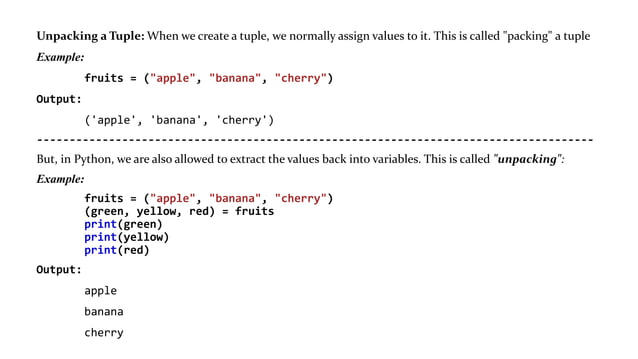 Unpacking a Tuple: When we create a tuple, we normally assign values to it. This is called "packing" a tuple
Example:
fruits = ("apple", "banana", "cherry")
Output:
('apple', 'banana', 'cherry')
-------------------------------------------------------------------------------------
But, in Python, we are also allowed to extract the values back into variables. This is called "unpacking":
Example:
fruits = ("apple", "banana", "cherry")
(green, yellow, red) = fruits
print(green)
print(yellow)
print(red)
Output:
apple
banana
cherry